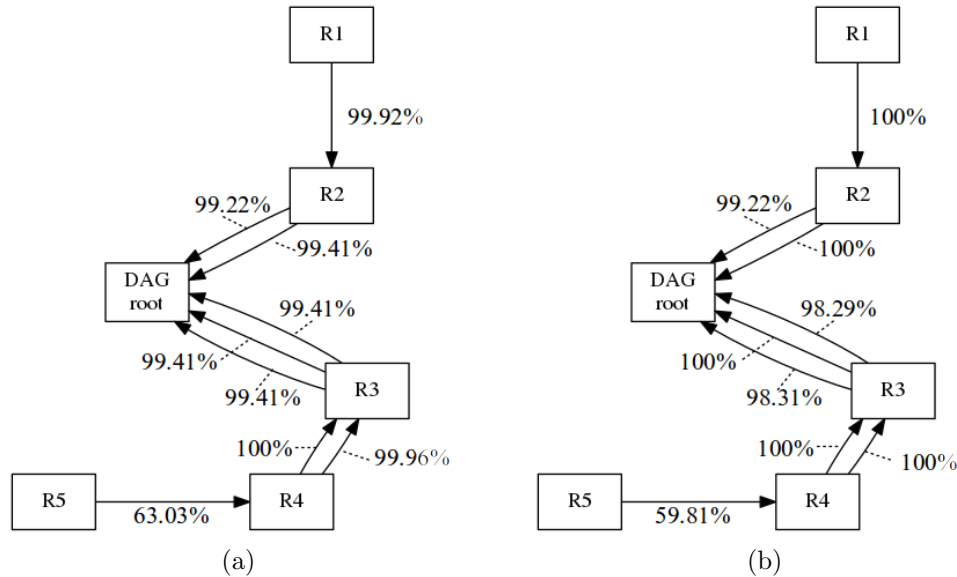 R1
99.92%
R2
99.22%
99.41%
DAG
root
99.41%
99.41%
99.41%
R3
100%
99.96%
R5
63.03%
R4
(a)
R1
100%
R2
99.22%
100%
DAG
root
98.29%
100%
98.31%
R3
100%
100%
R5
59.81%
R4
(b)